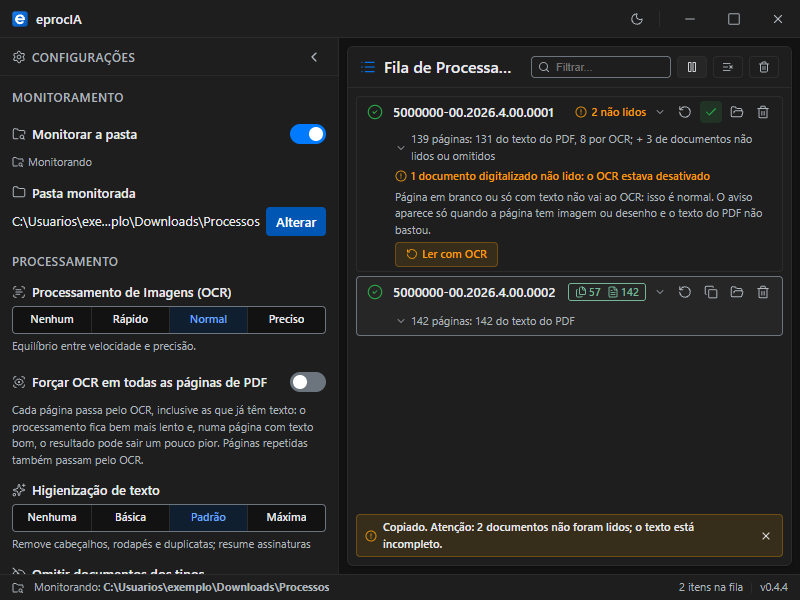 eprocIA
CONFIGURAÇÕES
MONITORAMENTO
Monitorar a pasta
Monitorando
Pasta monitorada
C:\Usuarios\exe...plo\Downloads\Processos
Alterar
PROCESSAMENTO
Processamento de Imagens (OCR)
Nenhum Rápido Normal Preciso
Equilíbrio entre velocidade e precisão.
Forçar OCR em todas as páginas de PDF
Cada página passa pelo OCR, inclusive as que já têm texto: o
processamento fica bem mais lento e, numa página com texto
bom, o resultado pode sair um pouco pior. Páginas repetidas
também passam pelo OCR.
Higienização de texto
Nenhuma Básica Padrão Máxima
Remove cabeçalhos, rodapés e duplicatas; resume assinaturas
Omitir documentos dos tipos
Fila de Processa...
Filtrar...
5000000-00.2026.4.00.0001 2 não lidos
139 páginas: 131 do texto do PDF, 8 por OCR; + 3 de documentos não
lidos ou omitidos
1 documento digitalizado não lido: o OCR estava desativado
Página em branco ou só com texto não vai ao OCR: isso é normal. O aviso
aparece só quando a página tem imagem ou desenho e o texto do PDF não
bastou.
Ler com OCR
5000000-00.2026.4.00.0002 57 142
142 páginas: 142 do texto do PDF
Copiado. Atenção: 2 documentos não foram lidos; o texto está
incompleto.
Monitorando: C:\Usuarios\exemplo\Downloads\Processos
2 itens na fila v0.4.4